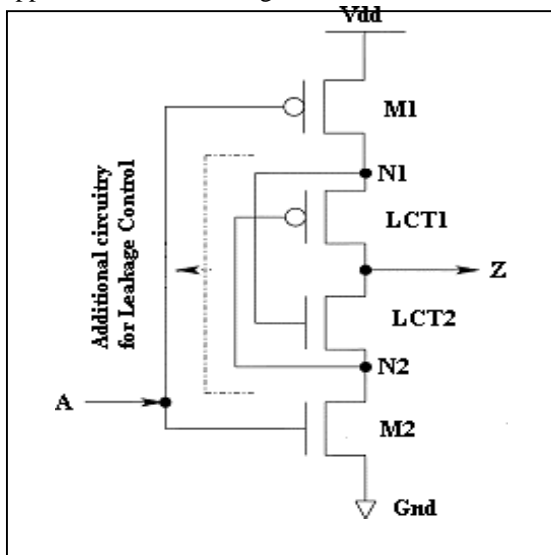 Vdd
M1
N1
LCT1
Additional circuitry
for Leakage Control
Z
LCT2
N2
A
M2
Gnd